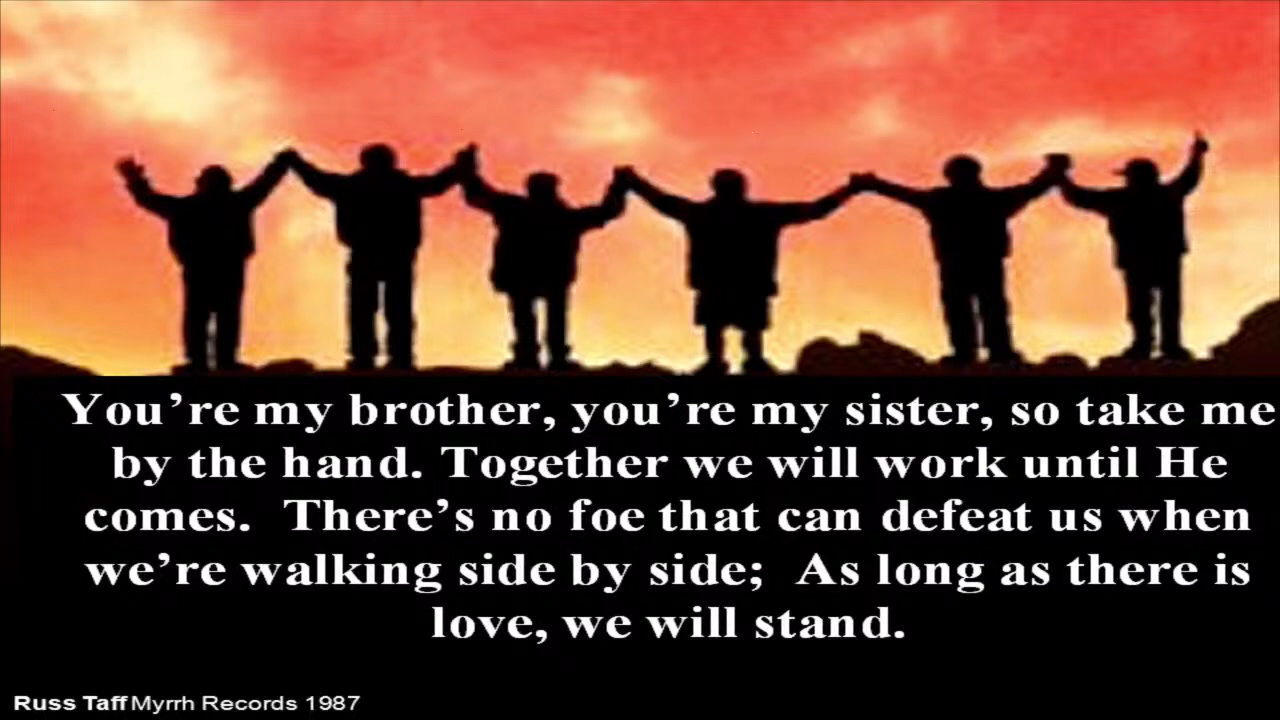 You’re my brother, you’re my sister, so take me
by the hand. Together we will work until He
comes.  There’s no foe that can defeat us when
we’re walking side by side;  As long as there is
love, we will stand.
Russ Taff Myrrh Records 1987